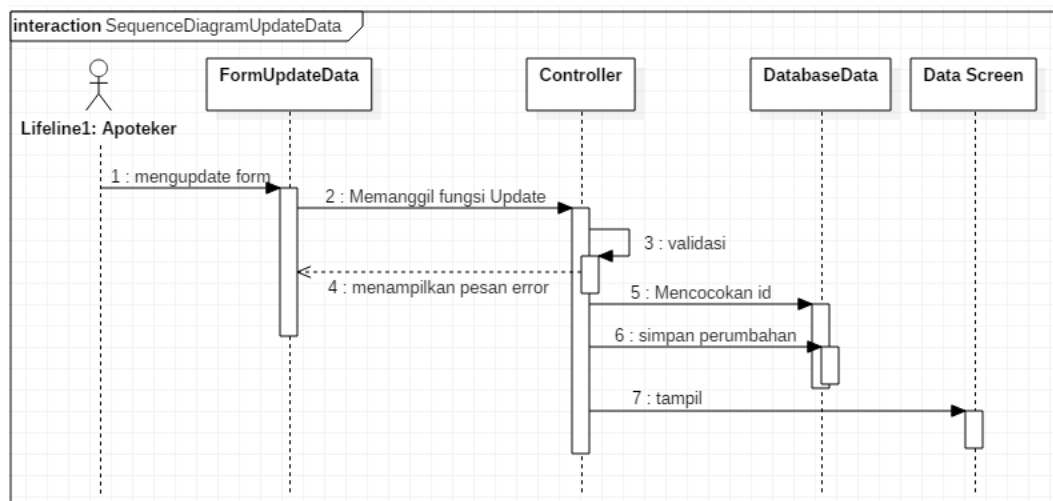 interaction SequenceDiagramUpdateData
FormUpdateData
Controller
DatabaseData
Data Screen
Lifeline1: Apoteker
1 : mengupdate form
2 : Memanggil fungsi Update
3 : validasi
4 : menampilkan pesan error
5 : Mencocokan id
6 : simpan perumbahan
7 : tampil